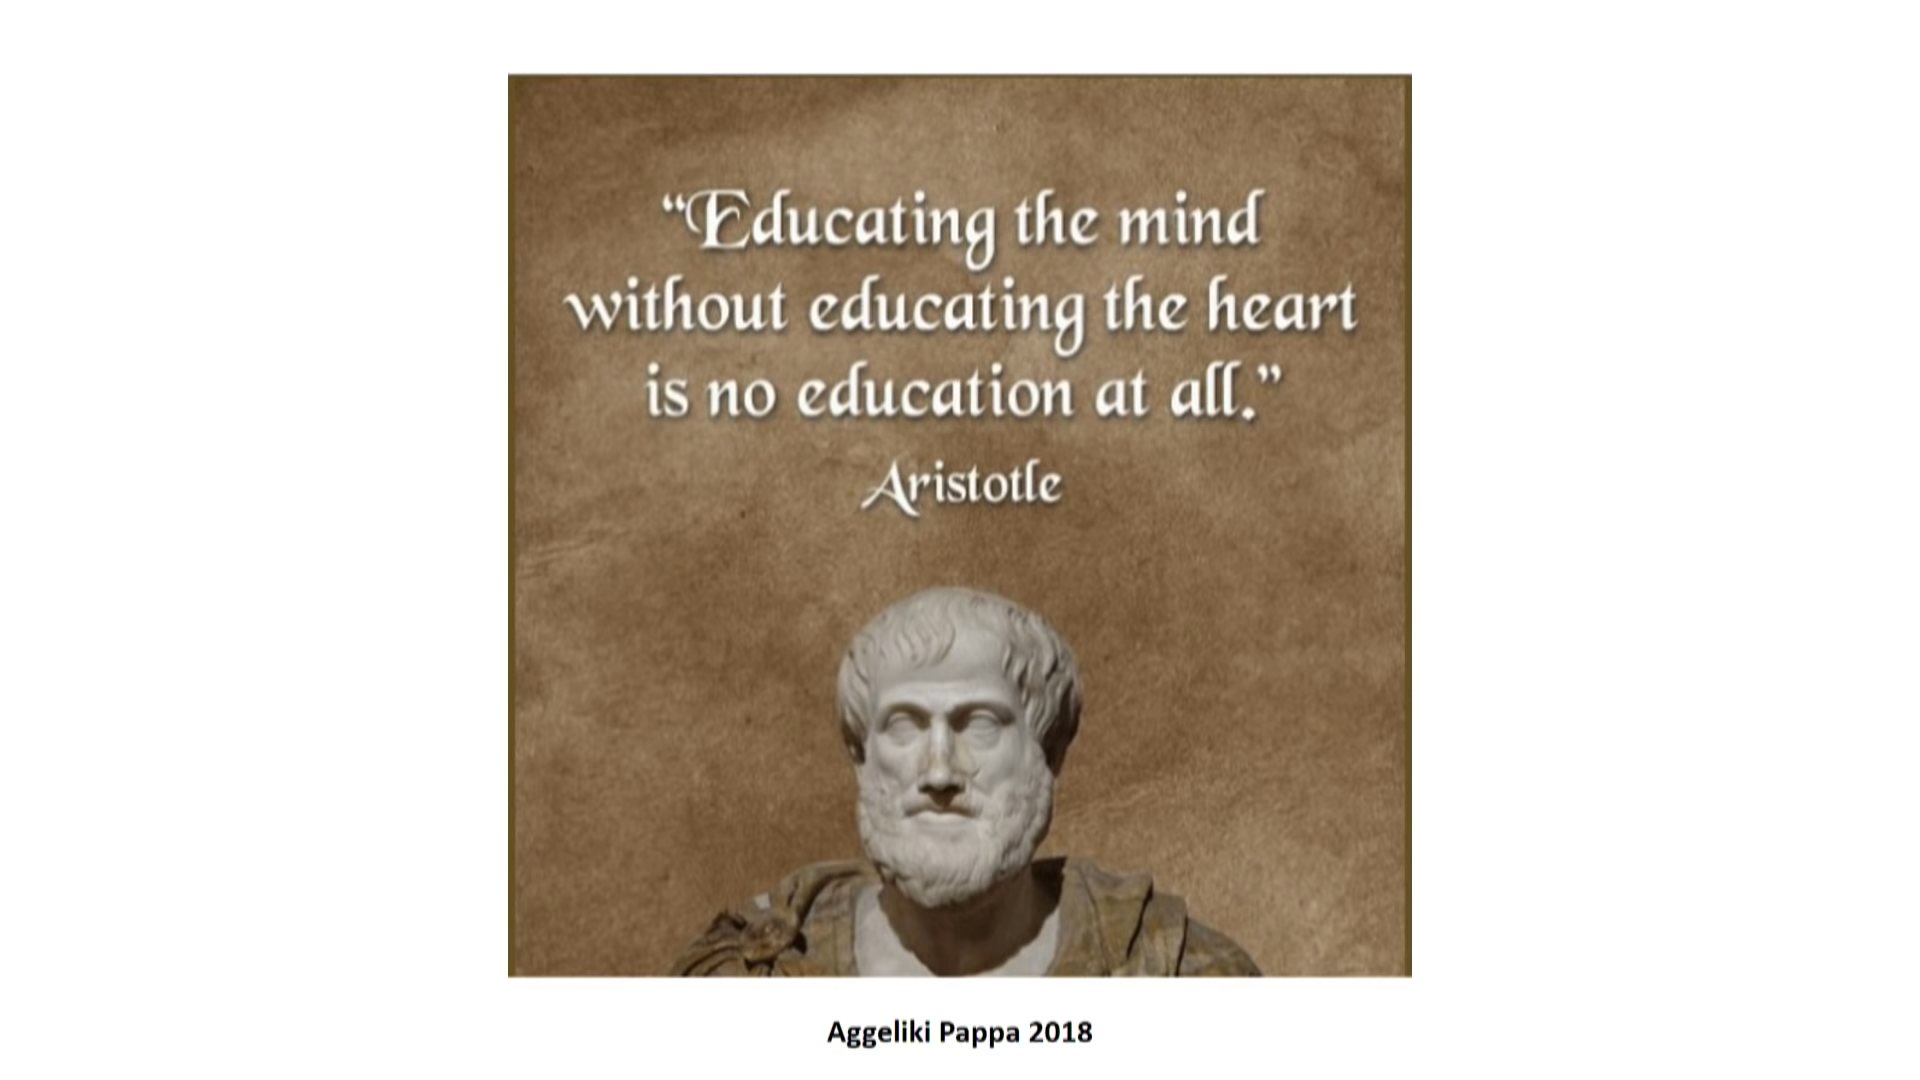 “Educating the mind
without educating the heart
is no education at all.”
Aristotle
Aggeliki Pappa 2018